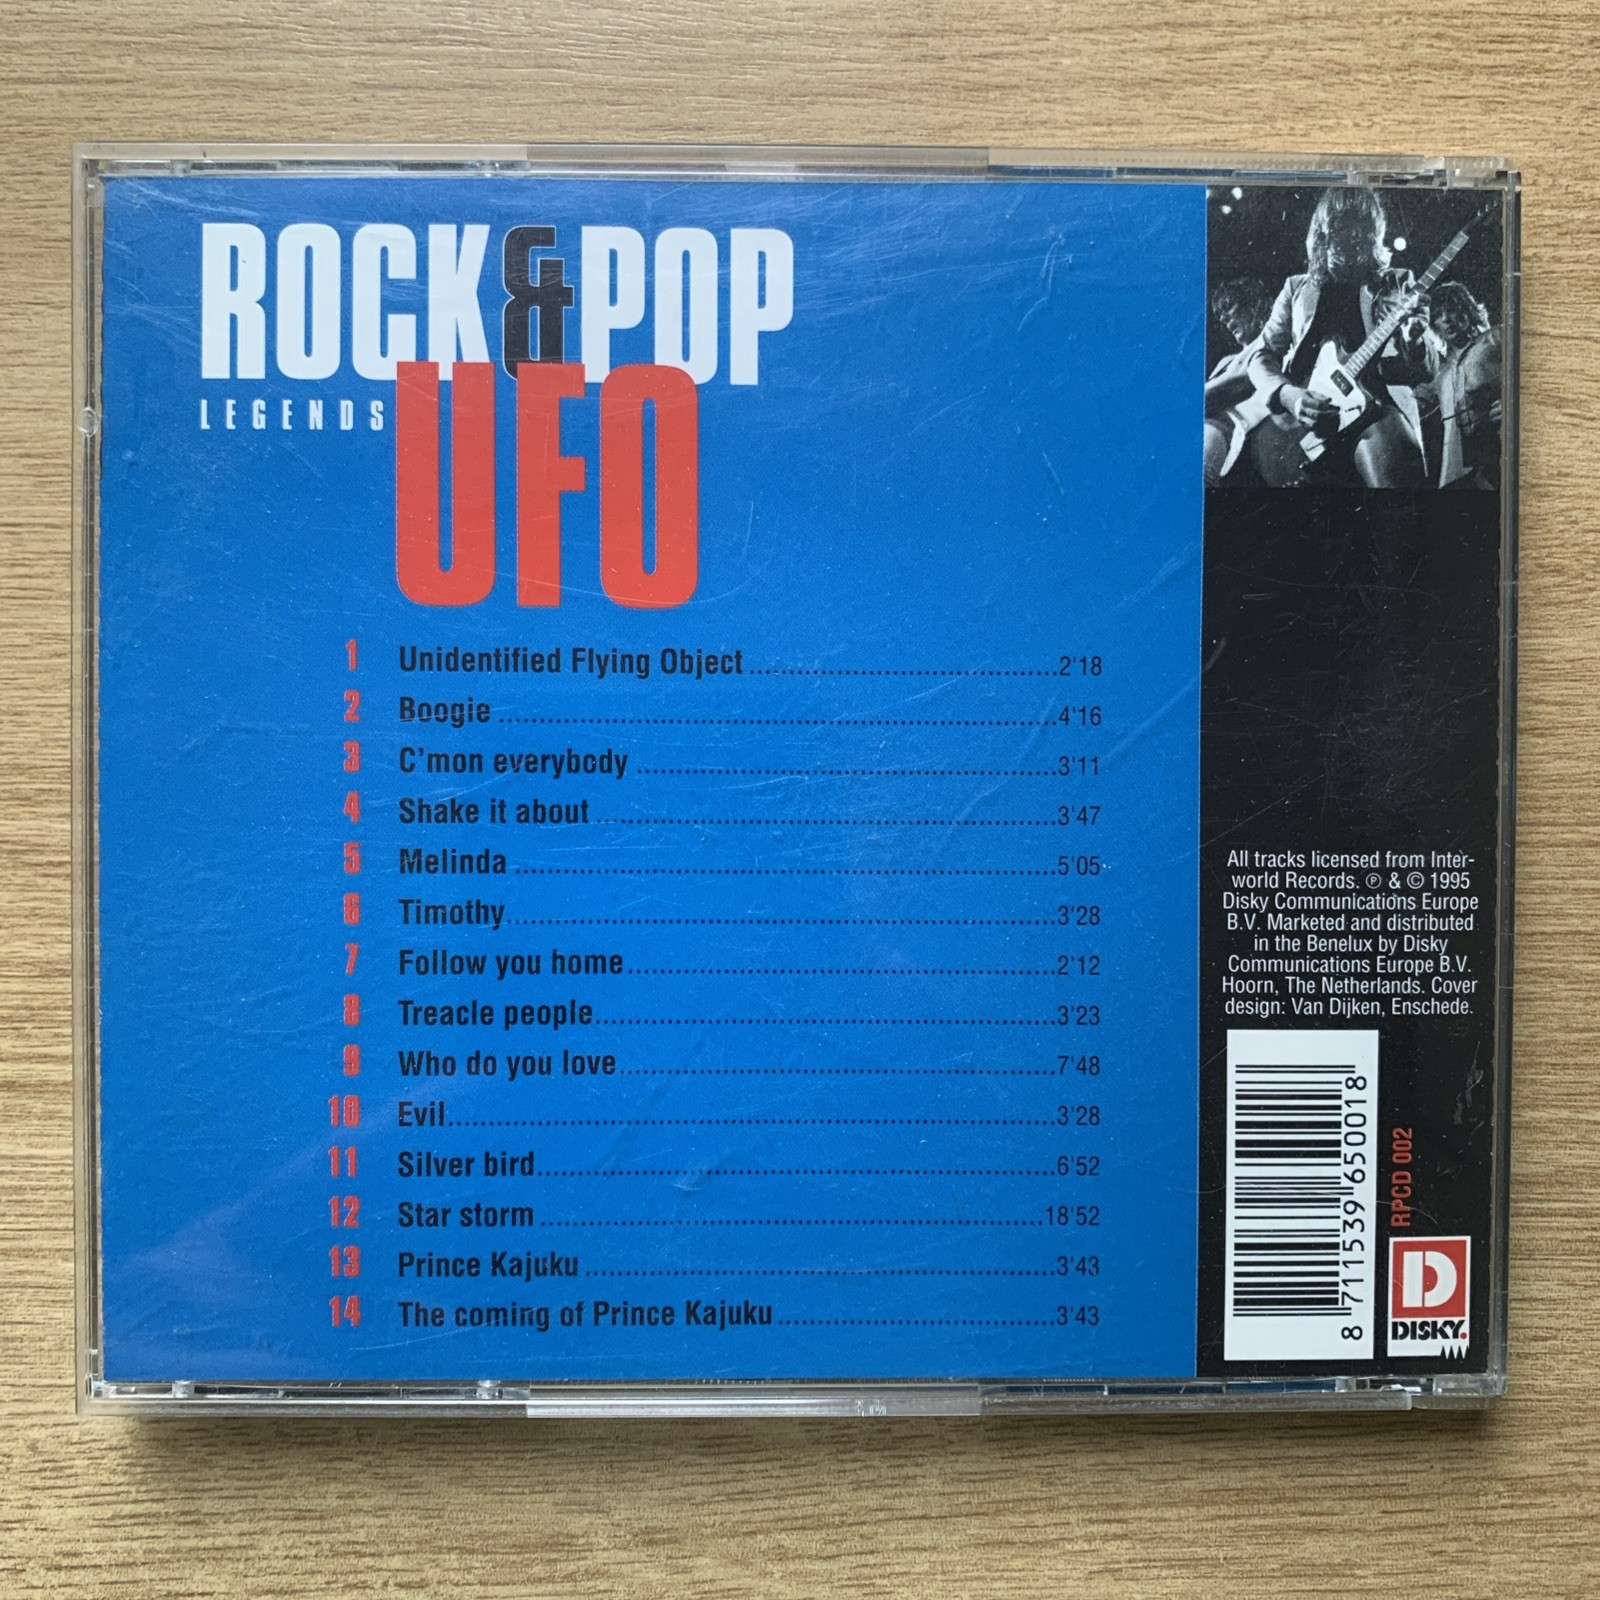 ROCK & POP
LEGENDS
UFO
1 Unidentified Flying Object 2'18
2 Boogie 4'16
3 C'mon everybody 3'11
4 Shake it about 3'47
5 Melinda 5'05
6 Timothy 3'28
7 Follow you home 2'12
8 Treacle people 3'23
9 Who do you love 7'48
10 Evil 3'28
11 Silver bird 6'52
12 Star storm 18'52
13 Prince Kajuku 3'43
14 The coming of Prince Kajuku 3'43
All tracks licensed from Inter-
world Records. ℗ & © 1995
Disky Communications Europe
B.V. Marketed and distributed
in the Benelux by Disky
Communications Europe B.V.
Hoorn, The Netherlands. Cover
design: Van Dijken, Enschede.
8 711539 650018
RPCD 002
D
DISKY.